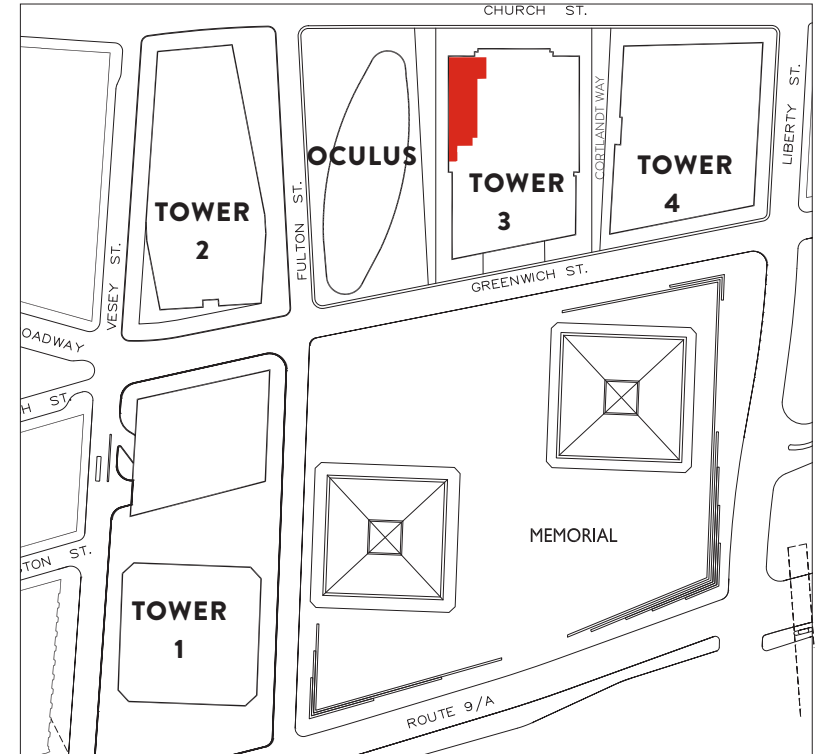 CHURCH ST.
LIBERTY ST.
CORTLANDT WAY
OCULUS
TOWER
3
TOWER
4
TOWER
2
FULTON ST.
VESEY ST.
GREENWICH ST.
OADWAY
H ST.
MEMORIAL
TON ST.
TOWER
1
ROUTE 9/A